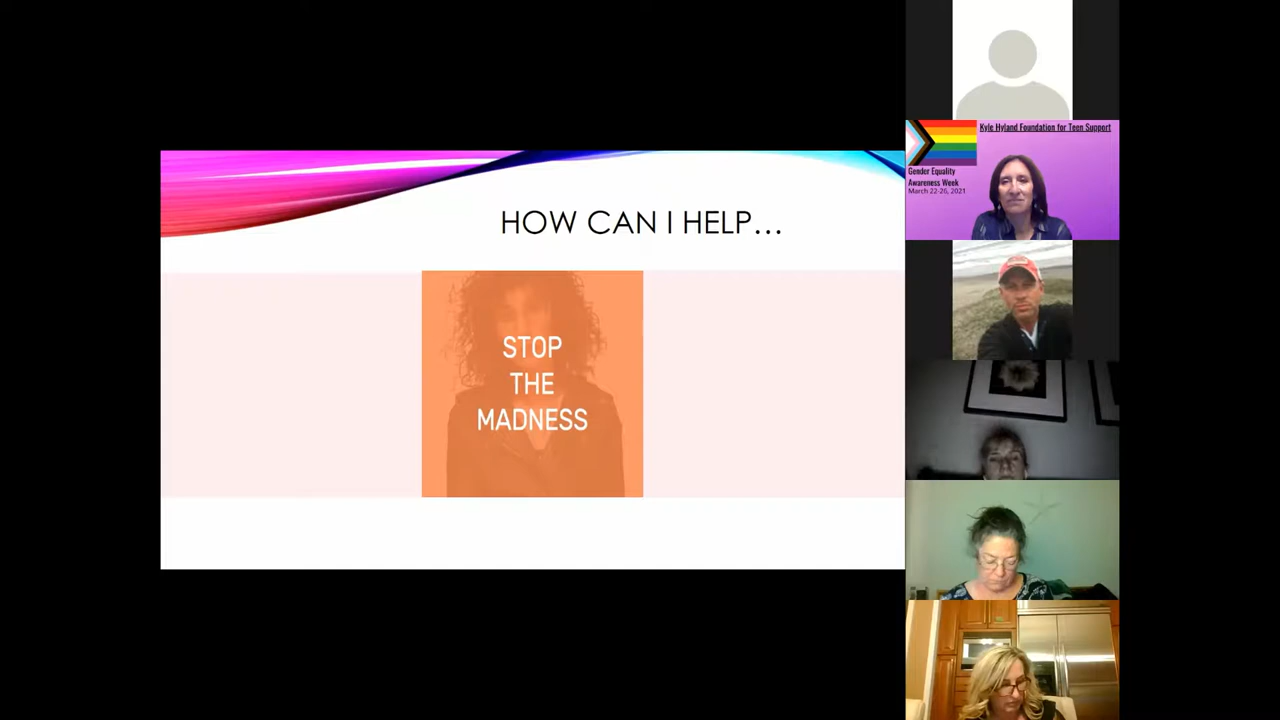 HOW CAN I HELP...
STOP
THE
MADNESS
Kyle Hyland Foundation for Teen Support
Gender Equality
Awareness Week
March 22-26, 2021